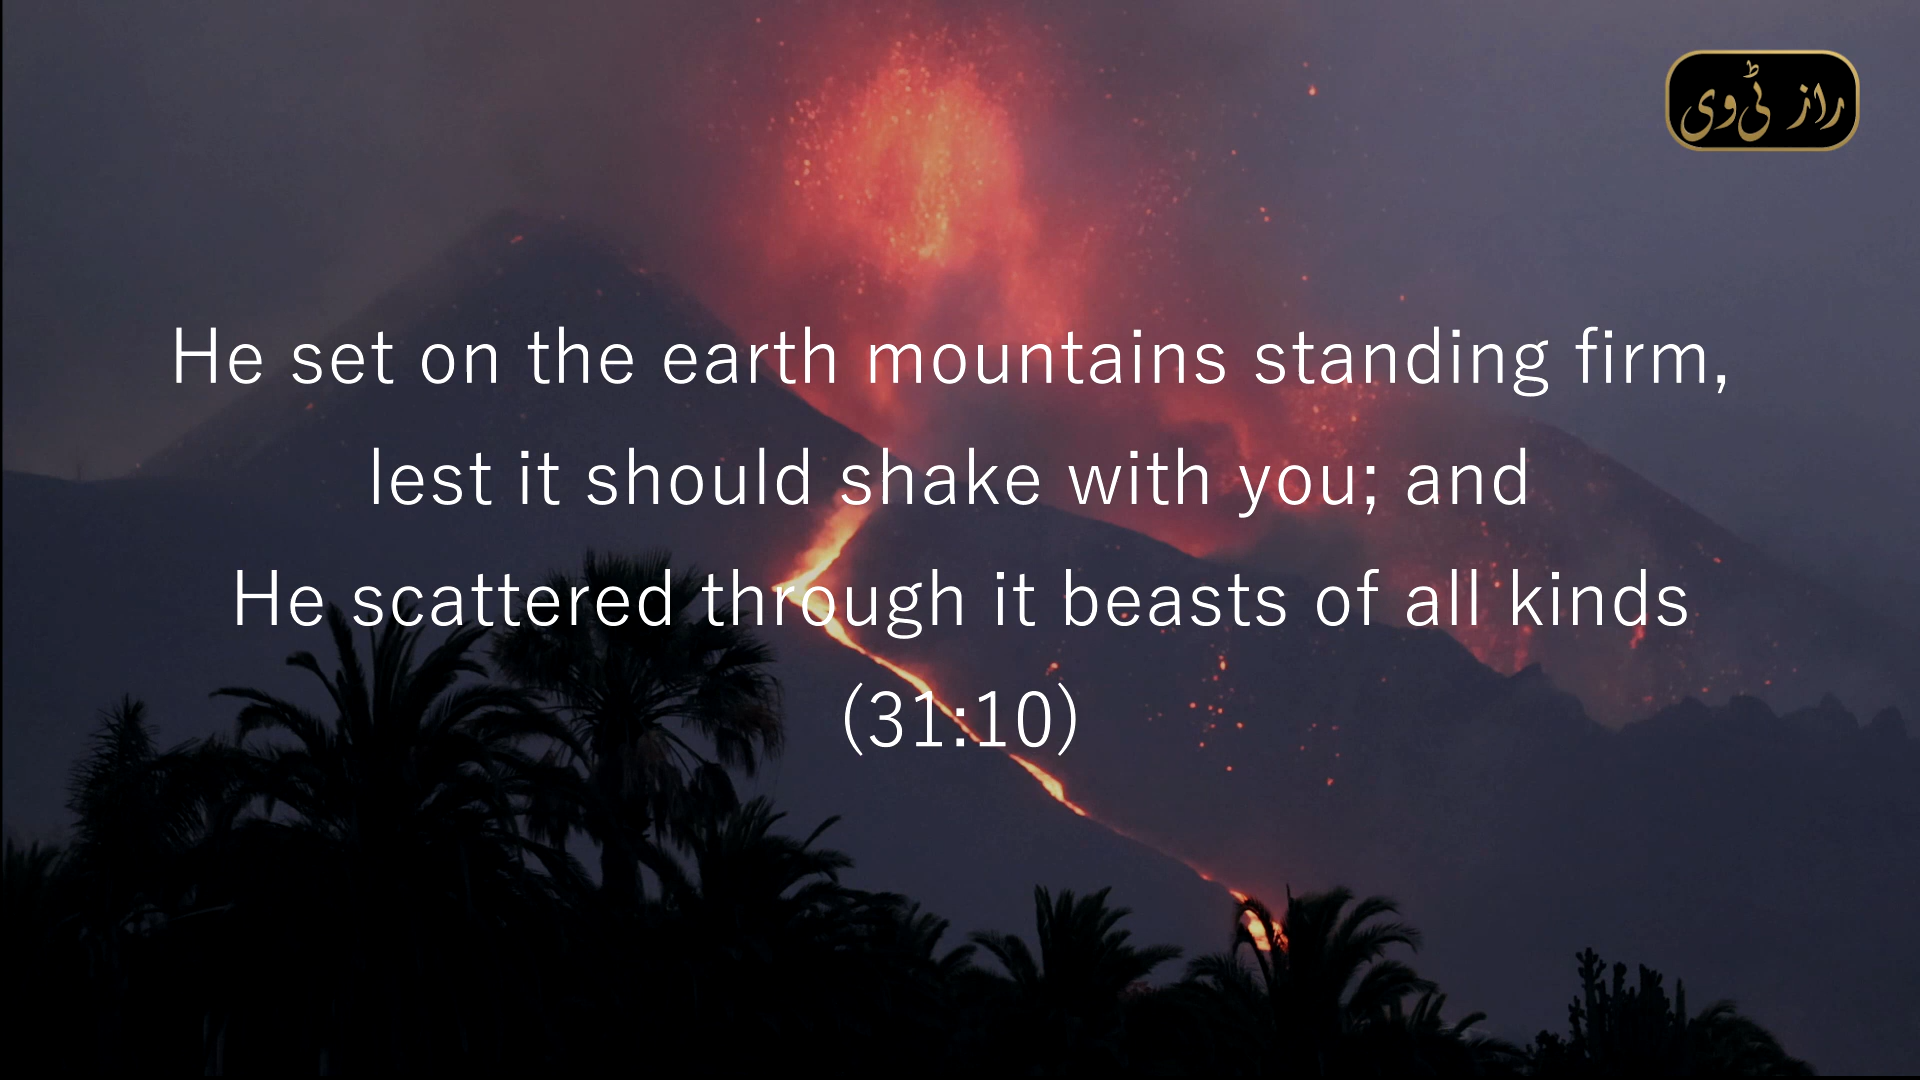 راز ٹی وی
He set on the earth mountains standing firm,
lest it should shake with you; and
He scattered through it beasts of all kinds
(31:10)